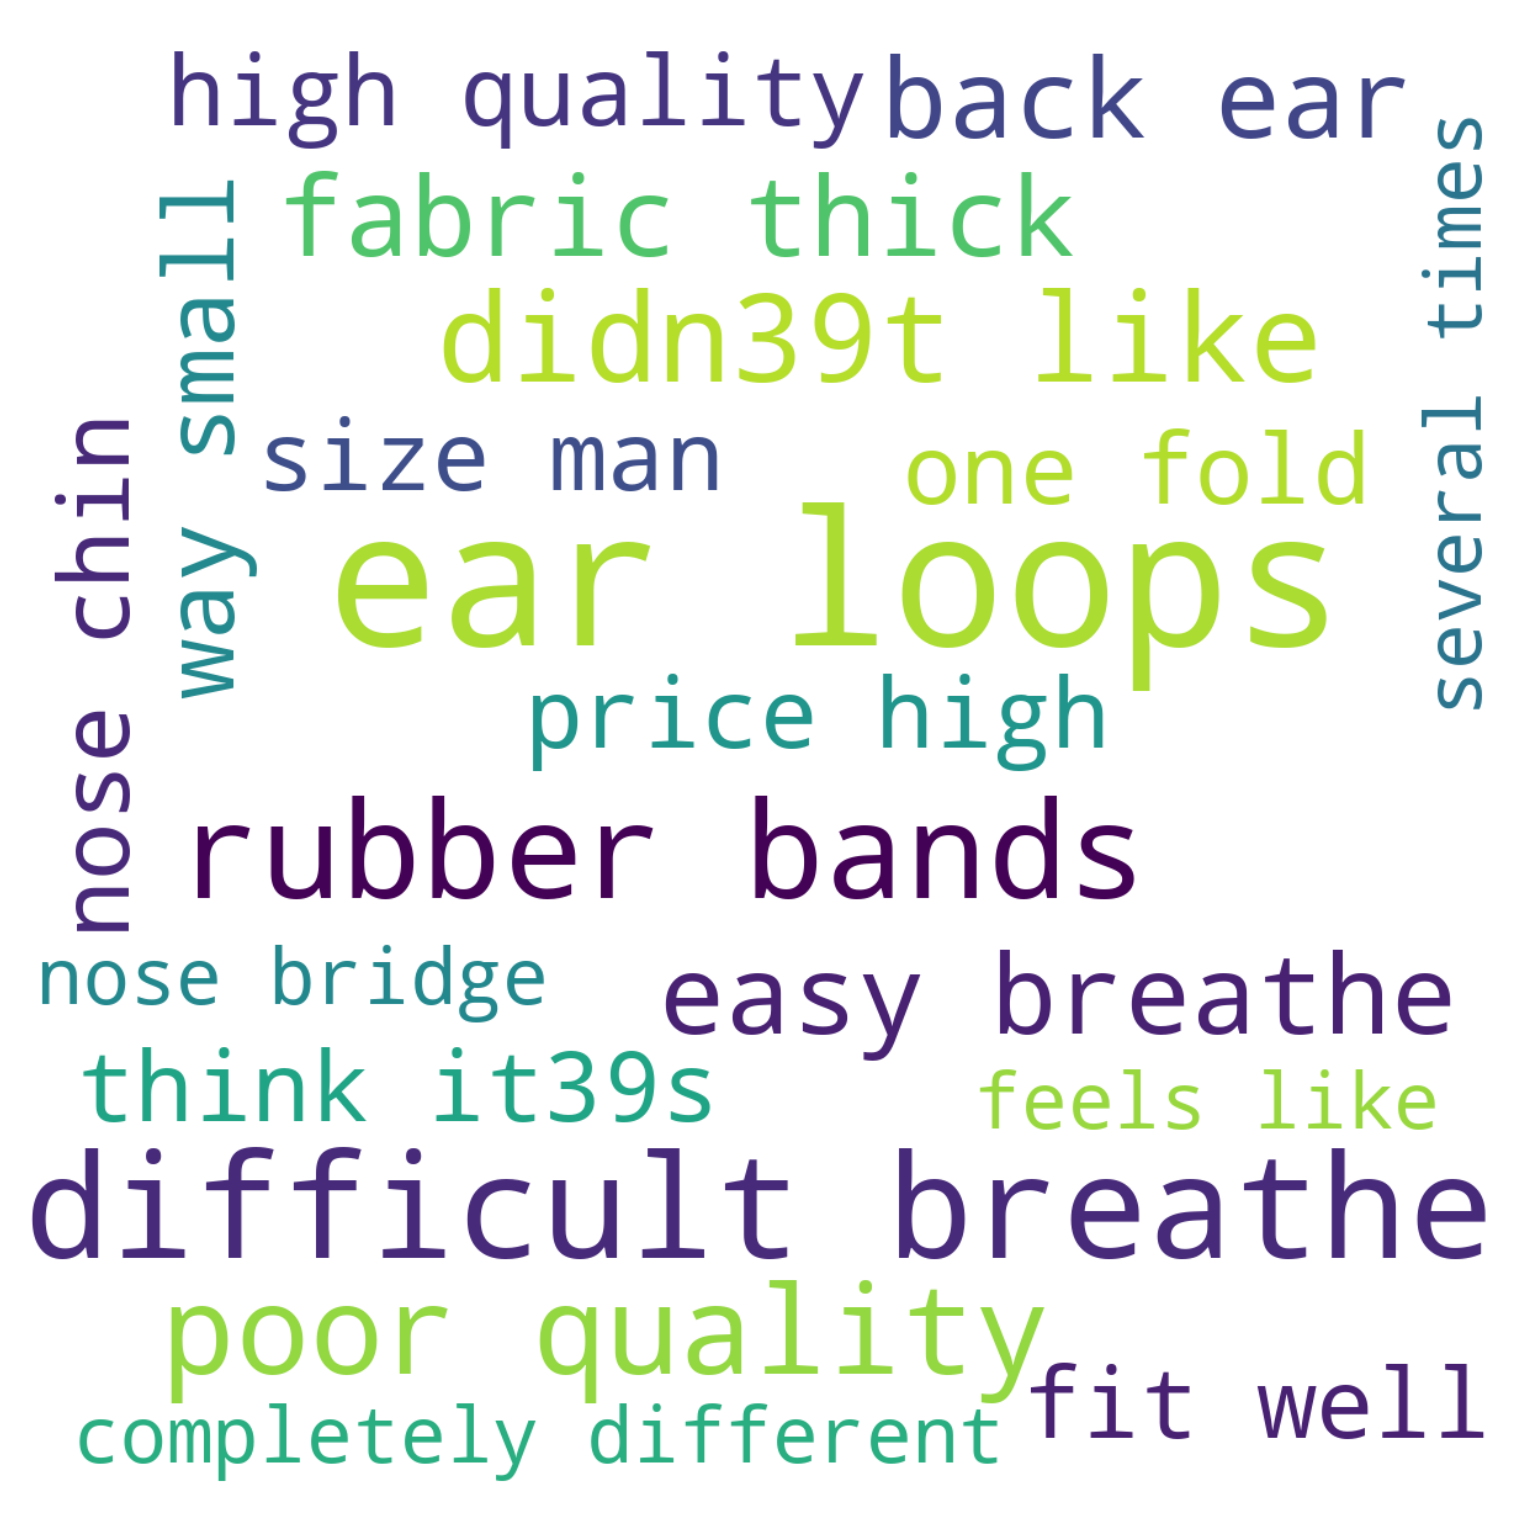 high quality
back ear
several times
fabric thick
way small
didn39t like
size man
one fold
nose chin
ear loops
price high
rubber bands
nose bridge
easy breathe
think it39s
feels like
difficult breathe
poor quality
fit well
completely different